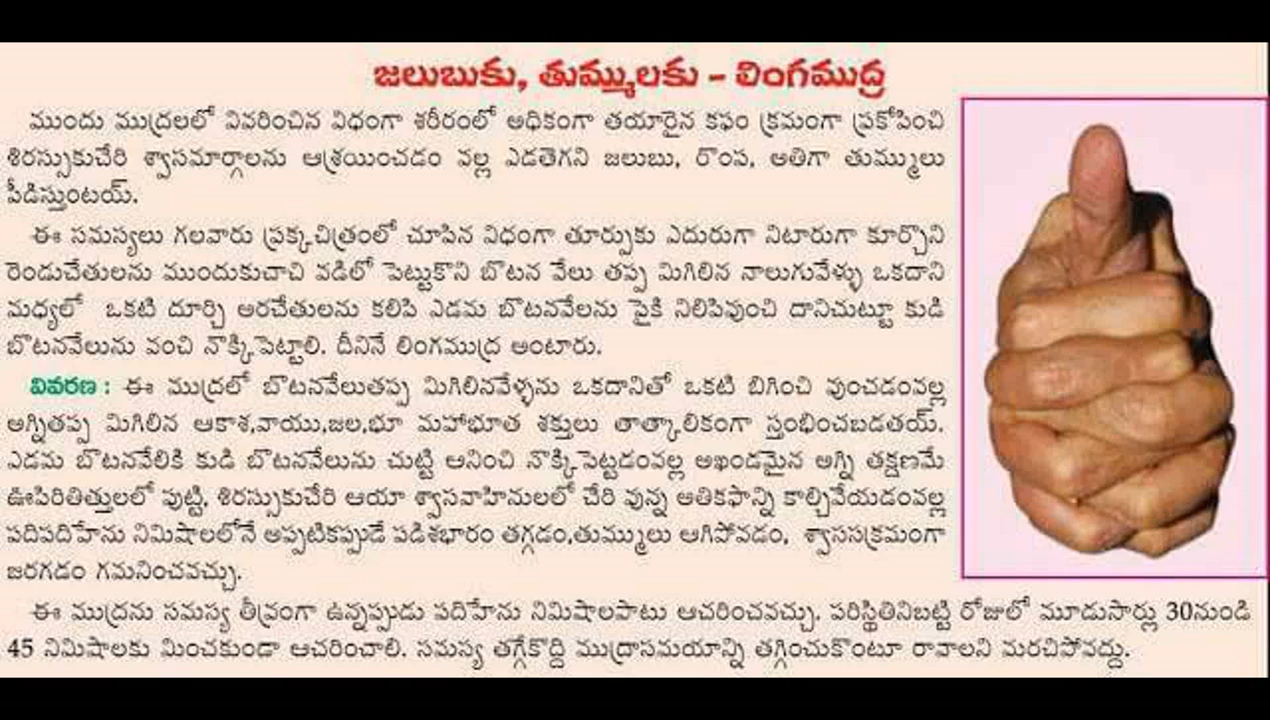 జలుబుకు, తుమ్ములకు - లింగముద్ర
ముందు ముద్రలలో వివరించిన విధంగా శరీరంలో అధికంగా తయారైన కఫం క్రమంగా ప్రకోపించి
శిరస్సుకుచేరి శ్వాసమార్గాలను ఆశ్రయించడం వల్ల ఎడతెగని జలుబు, రొంప, అతిగా తుమ్ములు
పీడిస్తుంటయ్.
ఈ సమస్యలు గలవారు ప్రక్కచిత్రంలో చూపిన విధంగా తూర్పుకు ఎదురుగా నిటారుగా కూర్చొని
రెండుచేతులను ముందుకుచాచి వడిలో పెట్టుకొని బొటన వేలు తప్ప మిగిలిన నాలుగువేళ్ళు ఒకదాని
మధ్యలో ఒకటి దూర్చి అరచేతులను కలిపి ఎడమ బొటనవేలను పైకి నిలిపివుంచి దానిచుట్టూ కుడి
బొటనవేలును వంచి నొక్కిపెట్టాలి. దీనినే లింగముద్ర అంటారు.
వివరణ : ఈ ముద్రలో బొటనవేలుతప్ప మిగిలినవేళ్ళను ఒకదానితో ఒకటి బిగించి వుంచడంవల్ల
అగ్నితప్ప మిగిలిన ఆకాశ,వాయు,జల,భూ మహాభూత శక్తులు తాత్కాలికంగా స్తంభించబడతయ్.
ఎడమ బొటనవేలికి కుడి బొటనవేలును చుట్టి ఆనించి నొక్కిపెట్టడంవల్ల అఖండమైన అగ్ని తక్షణమే
ఊపిరితిత్తులలో పుట్టి, శిరస్సుకుచేరి ఆయా శ్వాసవాహినులలో చేరి వున్న అతికఫాన్ని కాల్చివేయడంవల్ల
పదిపదిహేను నిమిషాలలోనే అప్పటికప్పుడే పడిశభారం తగ్గడం,తుమ్ములు ఆగిపోవడం, శ్వాససక్రమంగా
జరగడం గమనించవచ్చు.
ఈ ముద్రను సమస్య తీవ్రంగా ఉన్నప్పుడు పదిహేను నిమిషాలపాటు ఆచరించవచ్చు. పరిస్థితినిబట్టి రోజులో మూడుసార్లు 30నుండి
45 నిమిషాలకు మించకుండా ఆచరించాలి. సమస్య తగ్గేకొద్ది ముద్రాసమయాన్ని తగ్గించుకొంటూ రావాలని మరచిపోవద్దు.